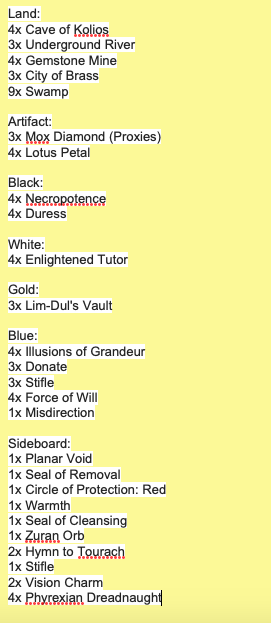 Land:
4x Cave of Kolios
3x Underground River
4x Gemstone Mine
3x City of Brass
9x Swamp
Artifact:
3x Mox Diamond (Proxies)
4x Lotus Petal
Black:
4x Necropotence
4x Duress
White:
4x Enlightened Tutor
Gold:
3x Lim-Dul's Vault
Blue:
4x Illusions of Grandeur
3x Donate
3x Stifle
4x Force of Will
1x Misdirection
Sideboard:
1x Planar Void
1x Seal of Removal
1x Circle of Protection: Red
1x Warmth
1x Seal of Cleansing
1x Zuran Orb
2x Hymn to Tourach
1x Stifle
2x Vision Charm
4x Phyrexian Dreadnaught